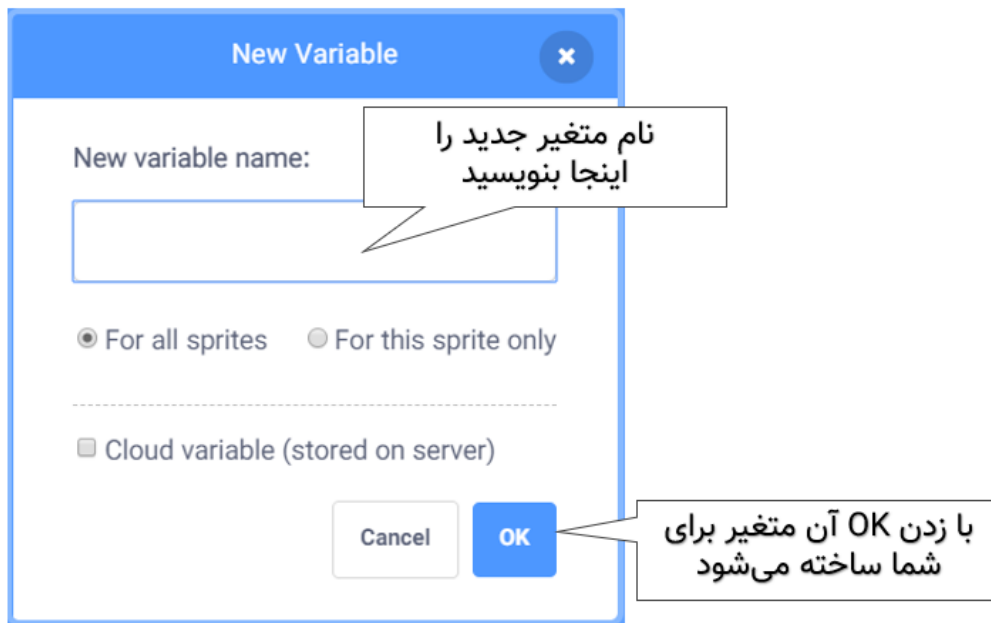 New Variable
نام متغیر جدید را
اینجا بنویسید
New variable name:
For all sprites
For this sprite only
Cloud variable (stored on server)
Cancel
OK
با زدن OK آن متغیر برای
شما ساخته می‌شود